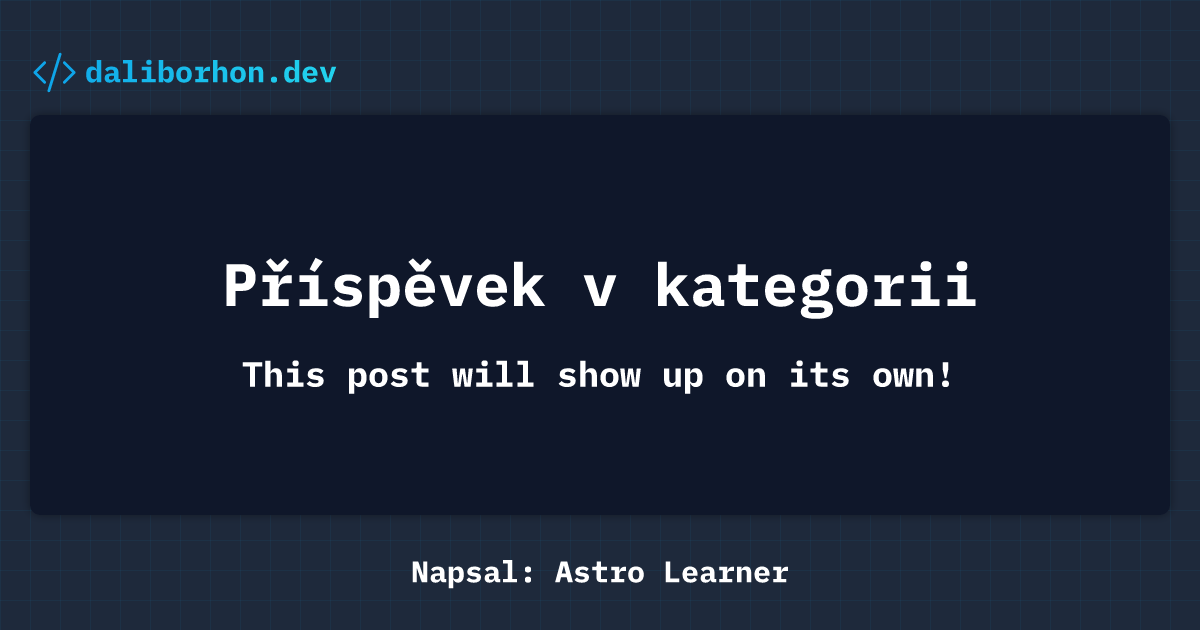 </> daliborhon.dev
Příspěvek v kategorii
This post will show up on its own!
Napsal: Astro Learner